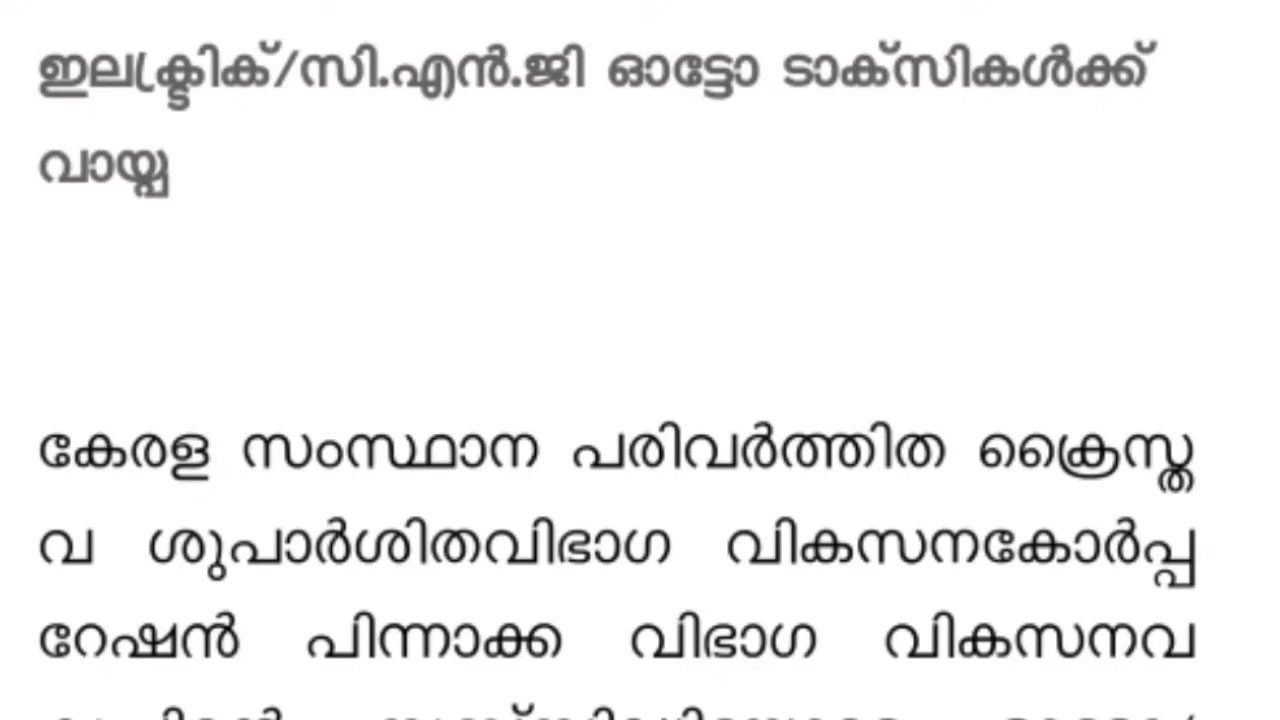 ഇലക്ട്രിക്/സി.എൻ.ജി ഓട്ടോ ടാക്സികൾക്ക്
വായ്പ
കേരള സംസ്ഥാന പരിവർത്തിത ക്രൈസ്ത
വ ശുപാർശിതവിഭാഗ വികസനകോർപ്പ
റേഷൻ പിന്നാക്ക വിഭാഗ വികസനവ